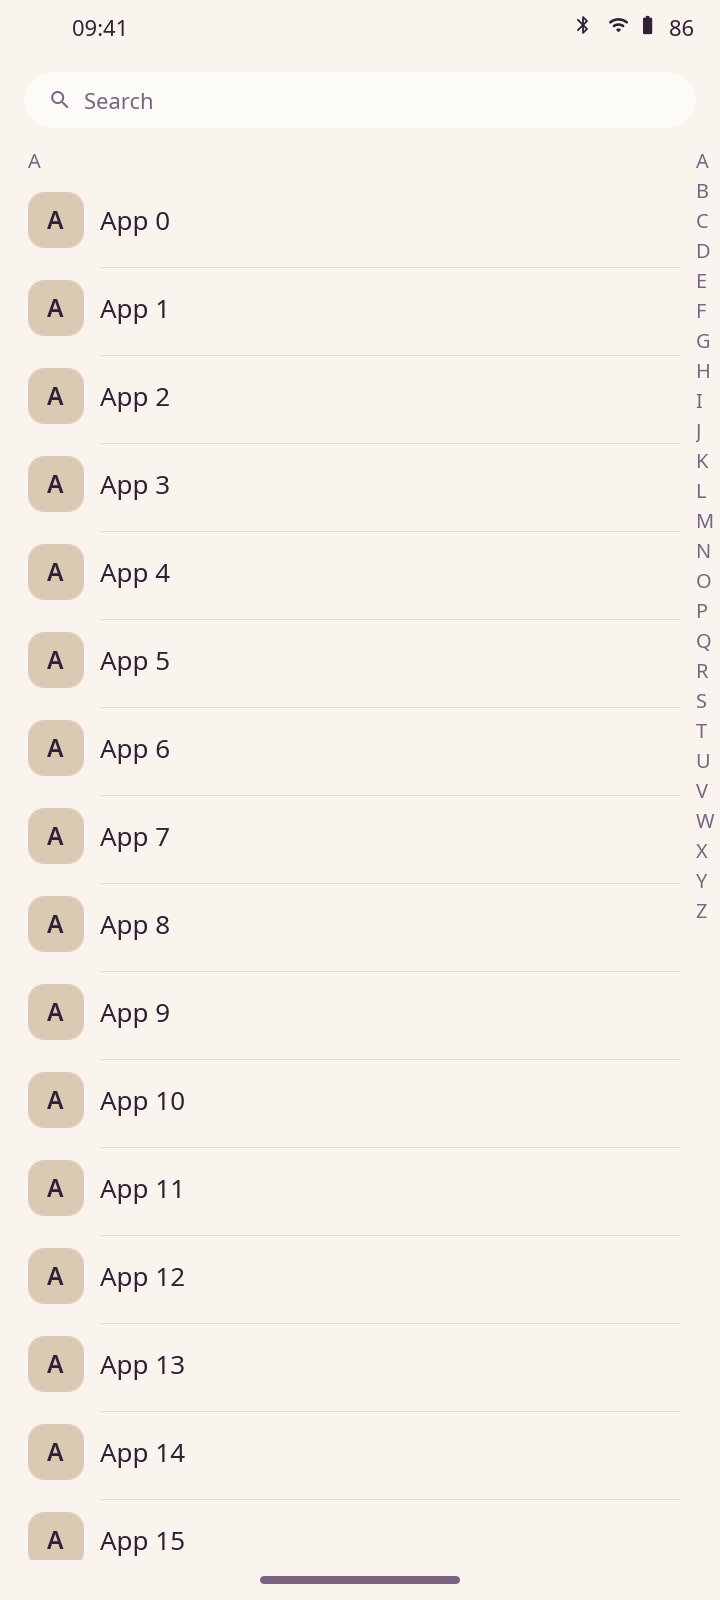 09:41
86
Search
A
A App 0
A App 1
A App 2
A App 3
A App 4
A App 5
A App 6
A App 7
A App 8
A App 9
A App 10
A App 11
A App 12
A App 13
A App 14
A App 15
A
B
C
D
E
F
G
H
I
J
K
L
M
N
O
P
Q
R
S
T
U
V
W
X
Y
Z